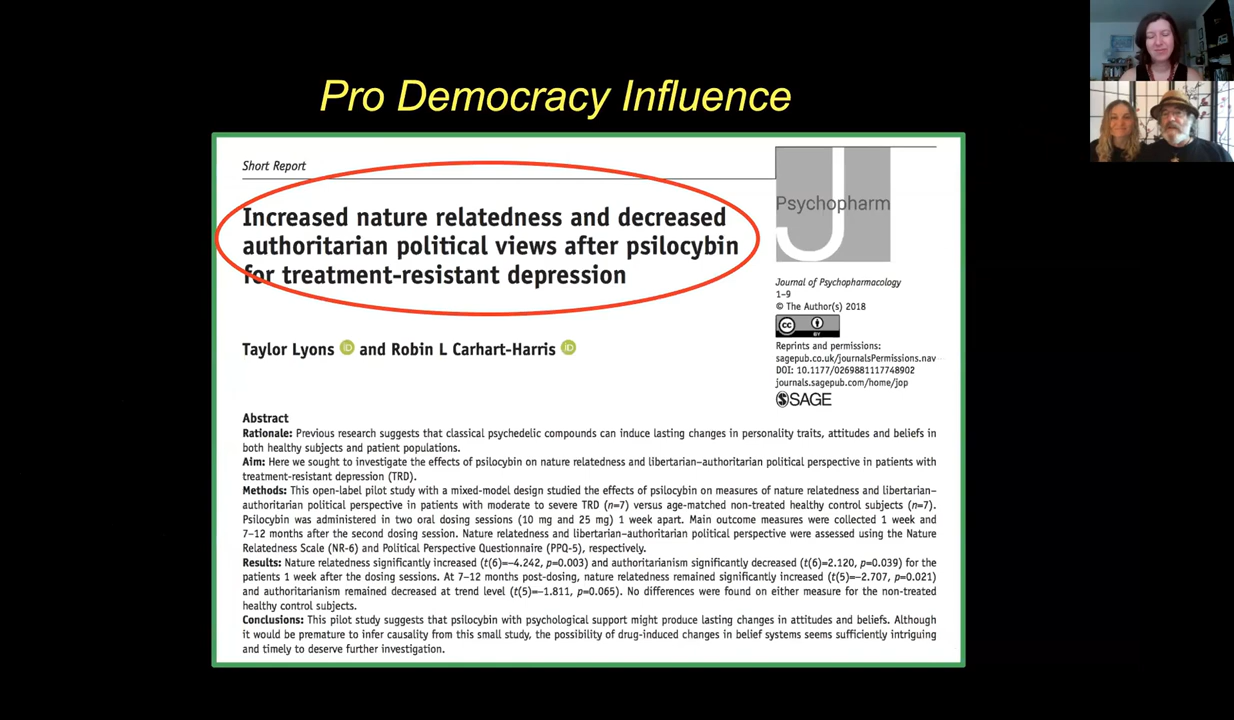 Pro Democracy Influence
Short Report
Increased nature relatedness and decreased
authoritarian political views after psilocybin
for treatment-resistant depression
Psychopharm
Journal of Psychopharmacology
1–9
© The Author(s) 2018
cc
BY
Reprints and permissions:
sagepub.co.uk/journalsPermissions.nav
DOI: 10.1177/0269881117748902
journals.sagepub.com/home/jop
SAGE
Taylor Lyons iD and Robin L Carhart-Harris iD
Abstract
Rationale: Previous research suggests that classical psychedelic compounds can induce lasting changes in personality traits, attitudes and beliefs in
both healthy subjects and patient populations.
Aim: Here we sought to investigate the effects of psilocybin on nature relatedness and libertarian–authoritarian political perspective in patients with
treatment-resistant depression (TRD).
Methods: This open-label pilot study with a mixed-model design studied the effects of psilocybin on measures of nature relatedness and libertarian–
authoritarian political perspective in patients with moderate to severe TRD (n=7) versus age-matched non-treated healthy control subjects (n=7).
Psilocybin was administered in two oral dosing sessions (10 mg and 25 mg) 1 week apart. Main outcome measures were collected 1 week and
7–12 months after the second dosing session. Nature relatedness and libertarian–authoritarian political perspective were assessed using the Nature
Relatedness Scale (NR-6) and Political Perspective Questionnaire (PPQ-5), respectively.
Results: Nature relatedness significantly increased (t(6)=−4.242, p=0.003) and authoritarianism significantly decreased (t(6)=2.120, p=0.039) for the
patients 1 week after the dosing sessions. At 7–12 months post-dosing, nature relatedness remained significantly increased (t(5)=−2.707, p=0.021)
and authoritarianism remained decreased at trend level (t(5)=−1.811, p=0.065). No differences were found on either measure for the non-treated
healthy control subjects.
Conclusions: This pilot study suggests that psilocybin with psychological support might produce lasting changes in attitudes and beliefs. Although
it would be premature to infer causality from this small study, the possibility of drug-induced changes in belief systems seems sufficiently intriguing
and timely to deserve further investigation.